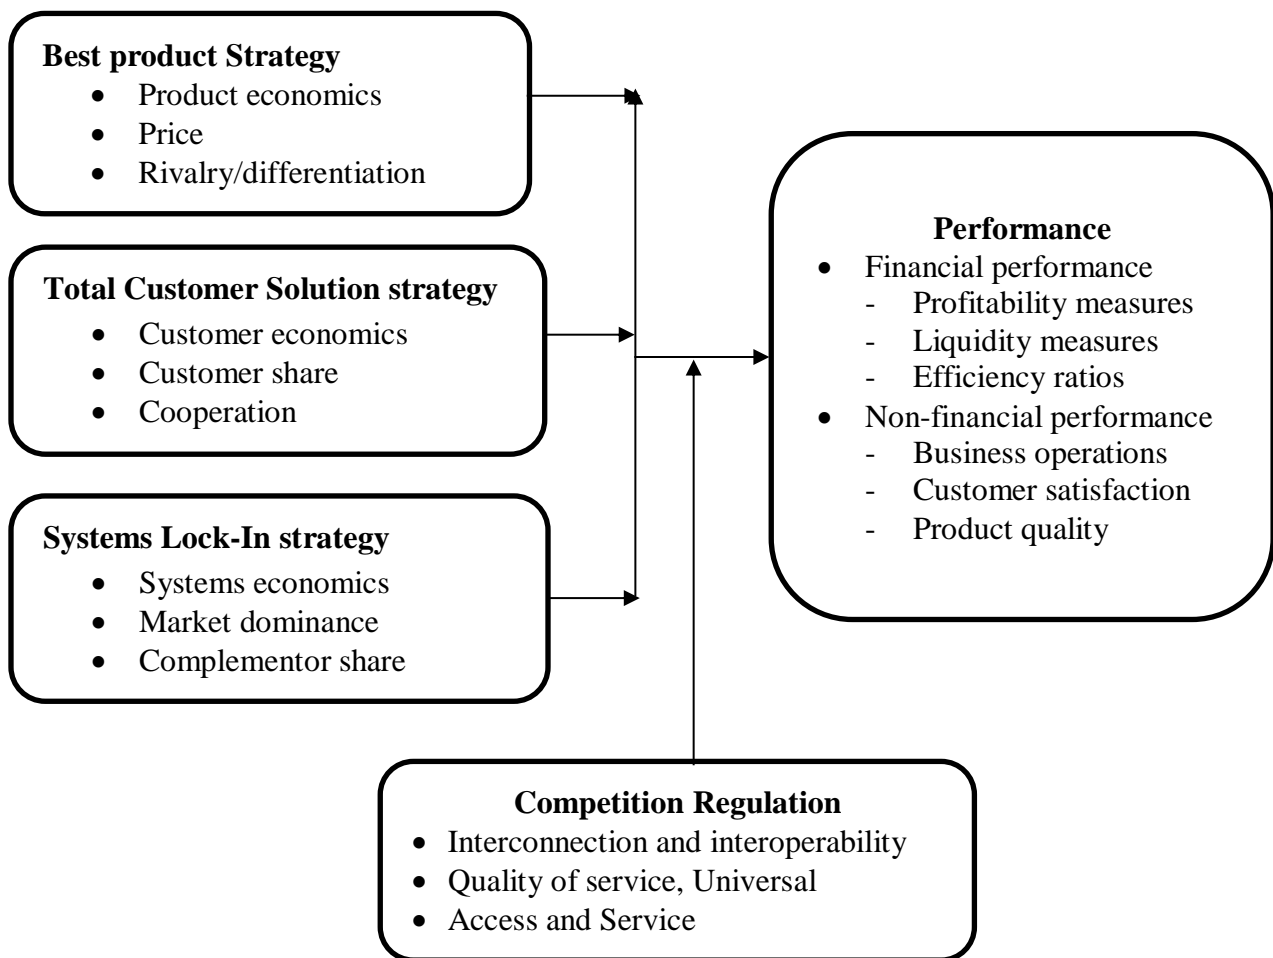 Best product Strategy
• Product economics
• Price
• Rivalry/differentiation
Total Customer Solution strategy
• Customer economics
• Customer share
• Cooperation
Systems Lock-In strategy
• Systems economics
• Market dominance
• Complementor share
Performance
• Financial performance
- Profitability measures
- Liquidity measures
- Efficiency ratios
• Non-financial performance
- Business operations
- Customer satisfaction
- Product quality
Competition Regulation
• Interconnection and interoperability
• Quality of service, Universal
• Access and Service